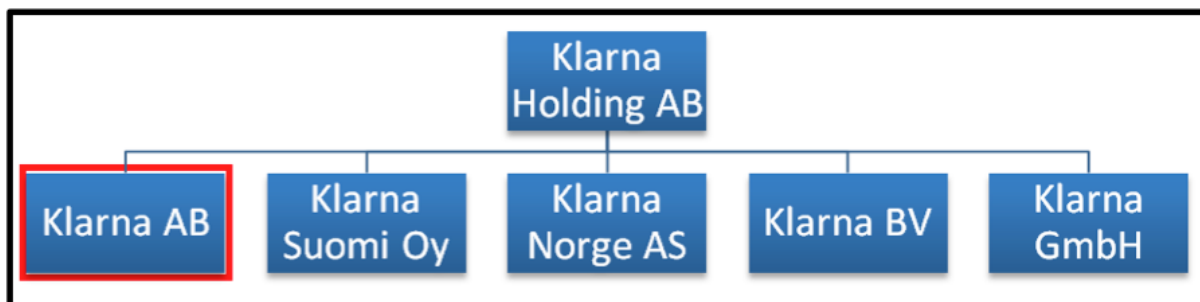 Klarna
Holding AB
Klarna AB
Klarna
Suomi Oy
Klarna
Norge AS
Klarna BV
Klarna
GmbH